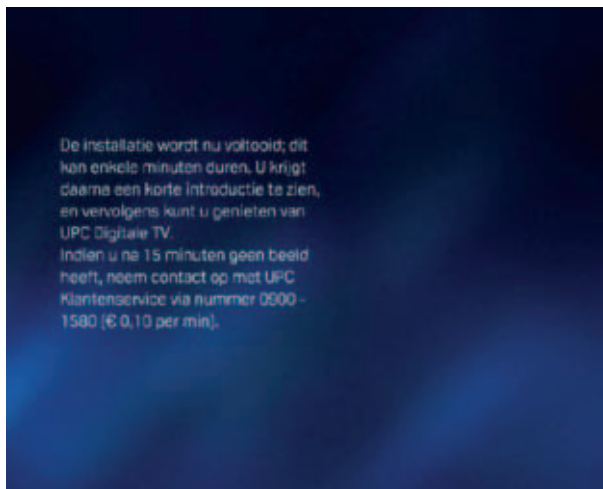 De installatie wordt nu voltooid; dit
kan enkele minuten duren. U krijgt
daarna een korte introductie te zien,
en vervolgens kunt u genieten van
UPC Digitale TV.
Indien u na 15 minuten geen beeld
heeft, neem contact op met UPC
Klantenservice via nummer 0900 -
1580 (€ 0,10 per min).